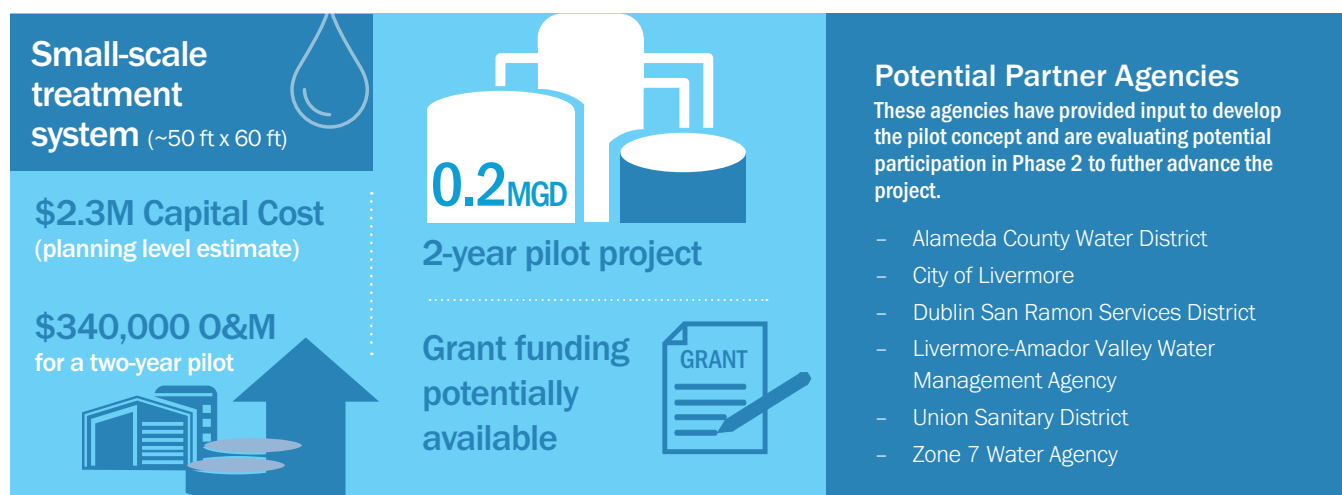 Small-scale
treatment
system (~50 ft x 60 ft)
$2.3M Capital Cost
(planning level estimate)
$340,000 O&M
for a two-year pilot
0.2MGD
2-year pilot project
Grant funding
potentially
available
GRANT
Potential Partner Agencies
These agencies have provided input to develop
the pilot concept and are evaluating potential
participation in Phase 2 to futher advance the
project.
– Alameda County Water District
– City of Livermore
– Dublin San Ramon Services District
– Livermore-Amador Valley Water
Management Agency
– Union Sanitary District
– Zone 7 Water Agency